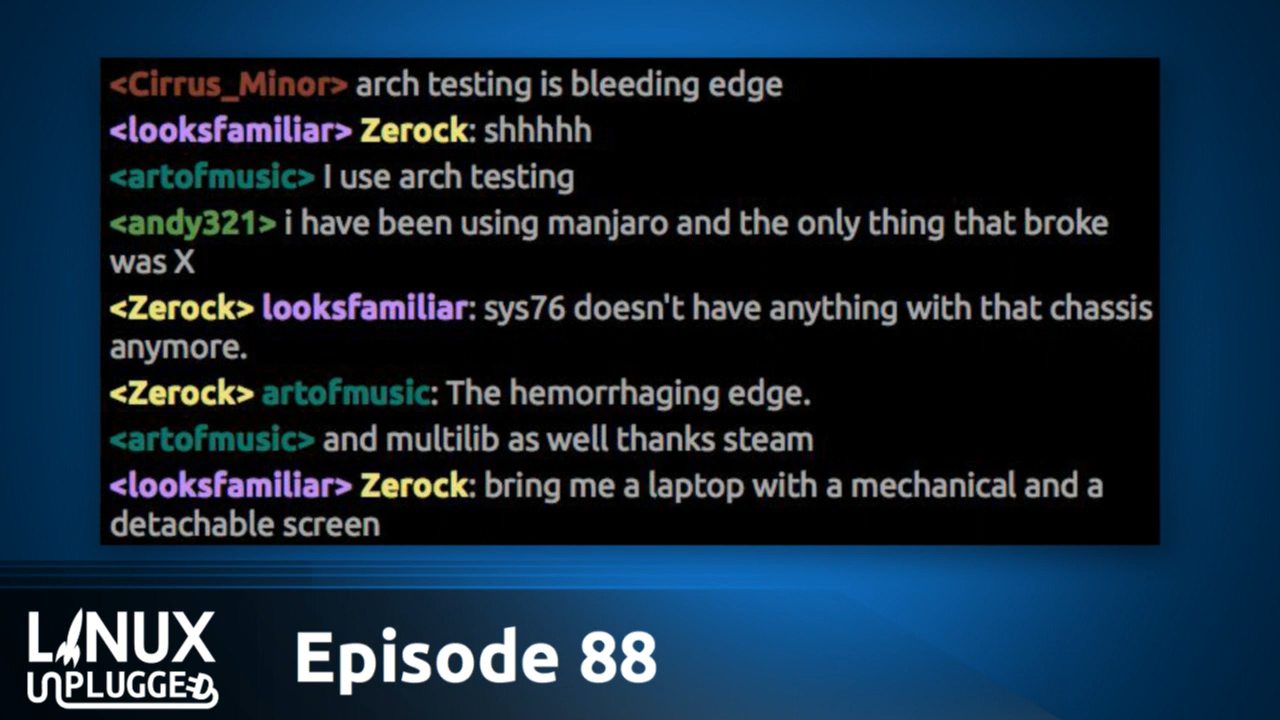 <Cirrus_Minor> arch testing is bleeding edge
<looksfamiliar> Zerock: shhhhh
<artofmusic> I use arch testing
<andy321> i have been using manjaro and the only thing that broke
was X
<Zerock> looksfamiliar: sys76 doesn't have anything with that chassis
anymore.
<Zerock> artofmusic: The hemorrhaging edge.
<artofmusic> and multilib as well thanks steam
<looksfamiliar> Zerock: bring me a laptop with a mechanical and a
detachable screen
LINUX
UNPLUGGED
Episode 88